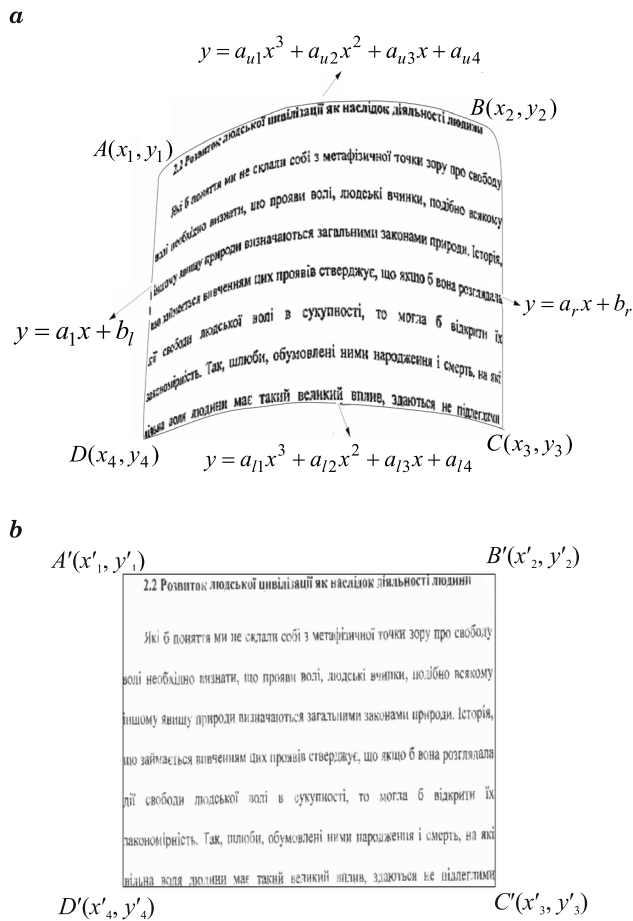 a
y = a_{u1}x^3 + a_{u2}x^2 + a_{u3}x + a_{u4}
A(x_1, y_1)
B(x_2, y_2)
2.2 Розвиток людської цивілізації як наслідок діяльності людини
Які б поняття ми не склали собі з метафізичної точки зору про свободу
волі необхідно визнати, що прояви волі, людські вчинки, подібно всякому
іншому явищу природи визначаються загальними законами природи. Історія,
що займається вивченням цих проявів стверджує, що якщо б вона розглядала
дії свободи людської волі в сукупності, то могла б відкрити їх
закономірність. Так, шлюби, обумовлені ними народження і смерть, на які
вільна воля людини має такий великий вплив, здаються не підлеглими
y = a_1x + b_l
y = a_rx + b_r
D(x_4, y_4)
C(x_3, y_3)
y = a_{l1}x^3 + a_{l2}x^2 + a_{l3}x + a_{l4}
b
A'(x'_1, y'_1)
B'(x'_2, y'_2)
2.2 Розвиток людської цивілізації як наслідок діяльності людини
Які б поняття ми не склали собі з метафізичної точки зору про свободу
волі необхідно визнати, що прояви волі, людські вчинки, подібно всякому
іншому явищу природи визначаються загальними законами природи. Історія,
що займається вивченням цих проявів стверджує, що якщо б вона розглядала
дії свободи людської волі в сукупності, то могла б відкрити їх
закономірність. Так, шлюби, обумовлені ними народження і смерть, на які
вільна воля людини має такий великий вплив, здаються не підлеглими
D'(x'_4, y'_4)
C'(x'_3, y'_3)